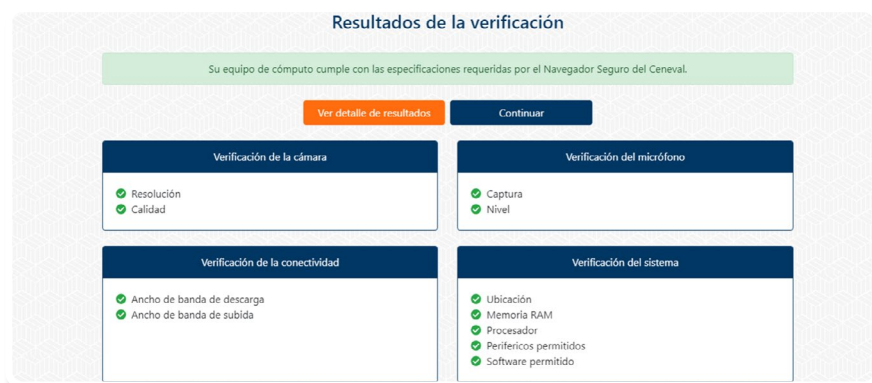 Resultados de la verificación
Su equipo de cómputo cumple con las especificaciones requeridas por el Navegador Seguro del Ceneval.
Ver detalle de resultados
Continuar
Verificación de la cámara
Resolución
Calidad
Verificación del micrófono
Captura
Nivel
Verificación de la conectividad
Ancho de banda de descarga
Ancho de banda de subida
Verificación del sistema
Ubicación
Memoria RAM
Procesador
Perifericos permitidos
Software permitido